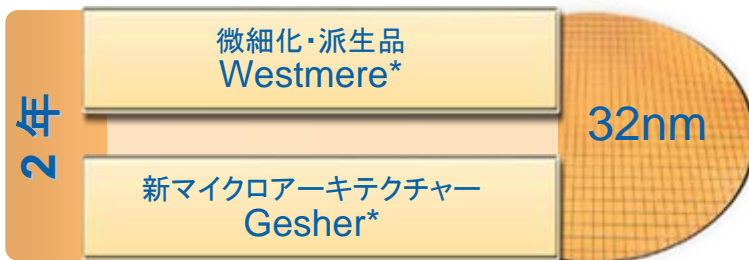 2年
微細化・派生品
Westmere*
新マイクロアーキテクチャー
Gesher*
32nm